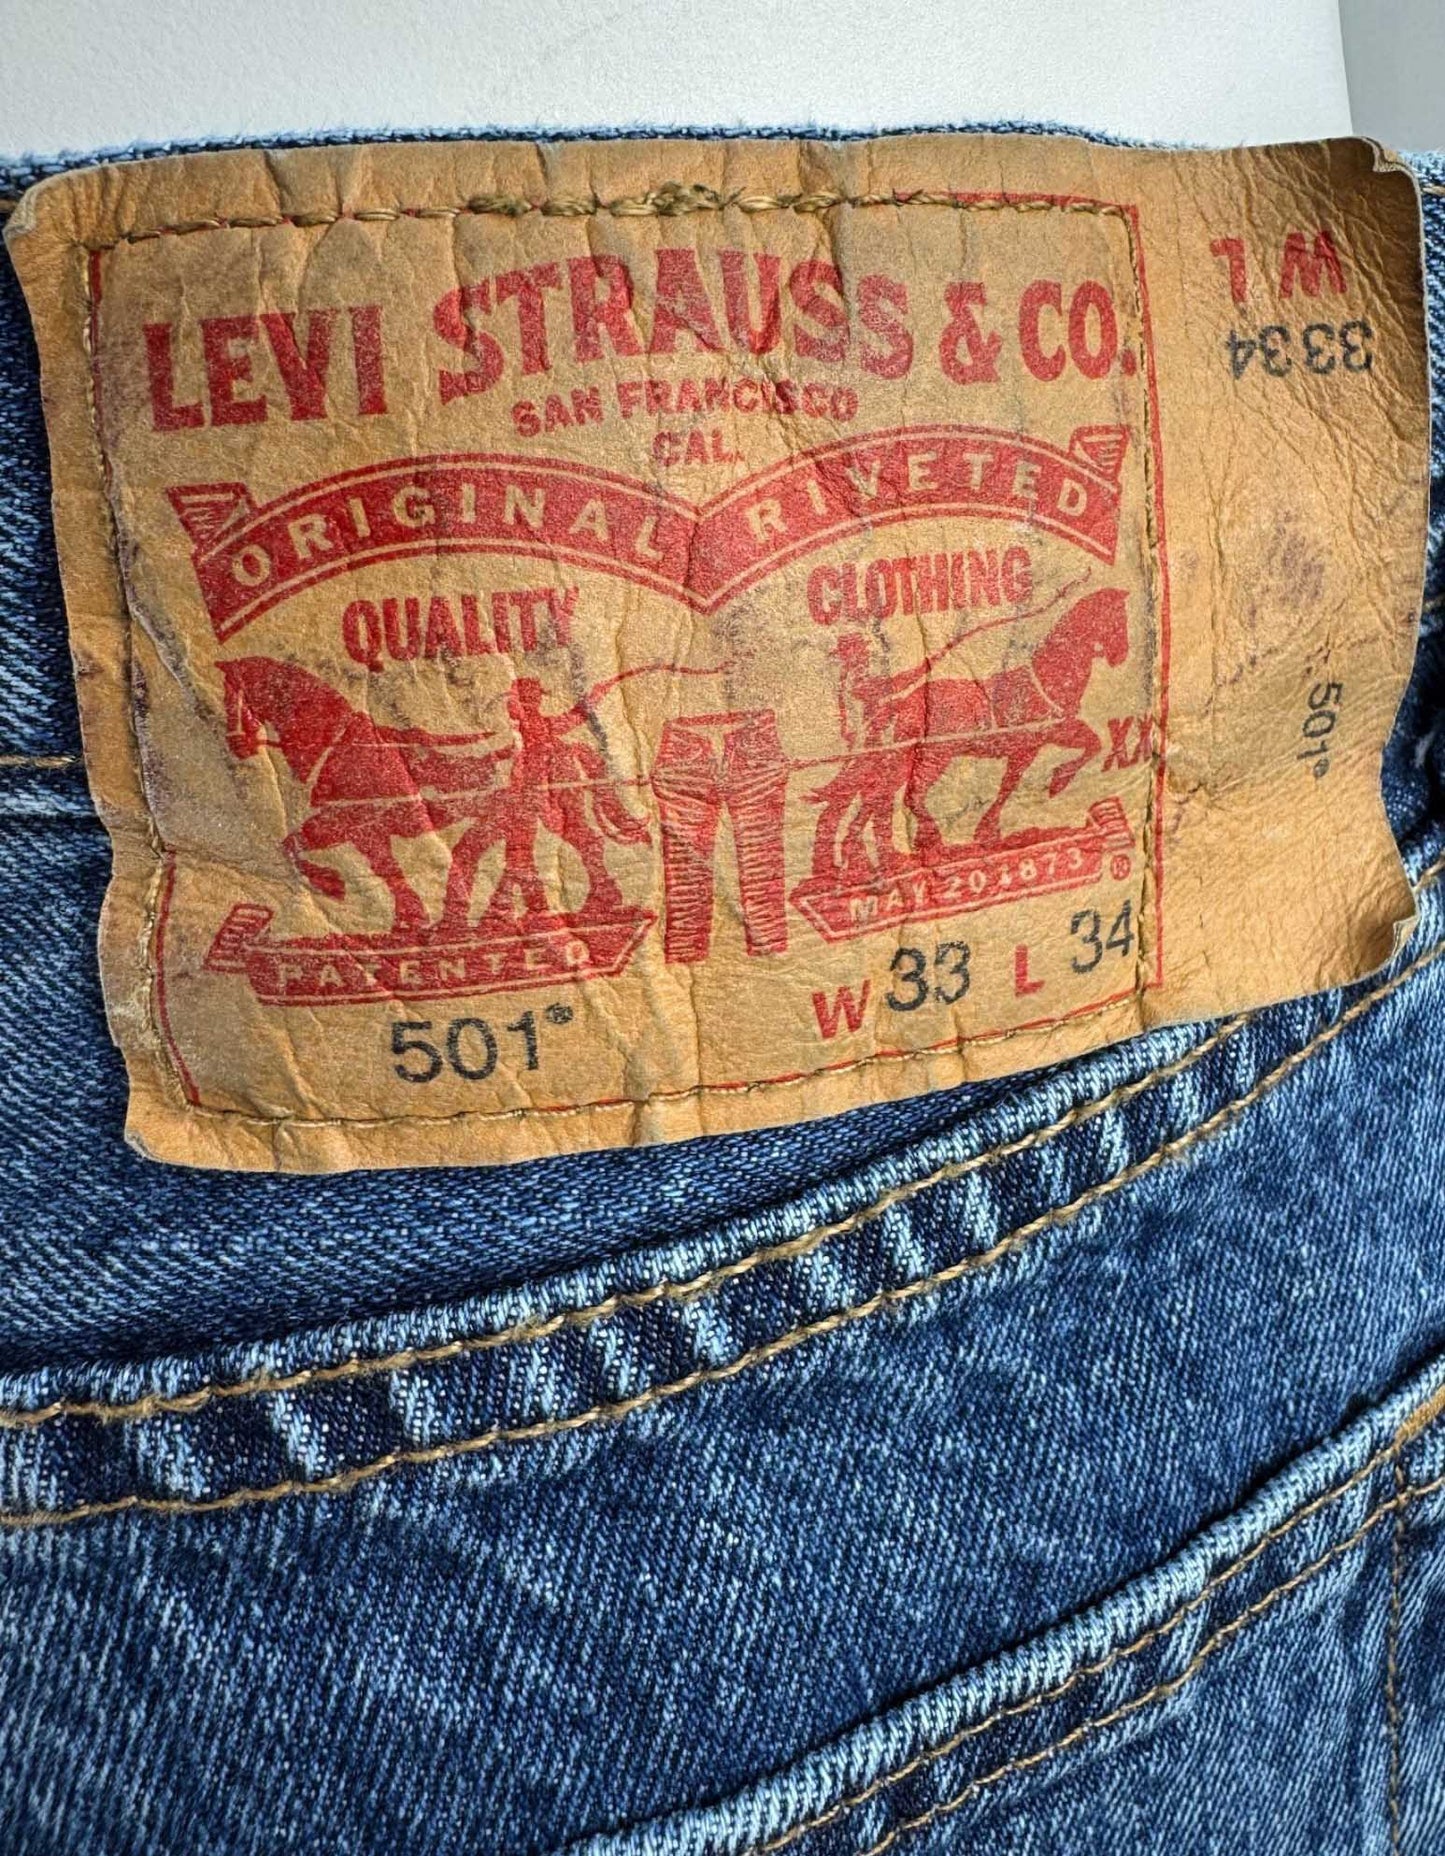 LEVI STRAUSS & CO.
SAN FRANCISCO
CAL.
ORIGINAL RIVETED
QUALITY CLOTHING
XX
PATENTED MAY 20 1873 ®
501® W 33 L 34
W L
33 34
501®